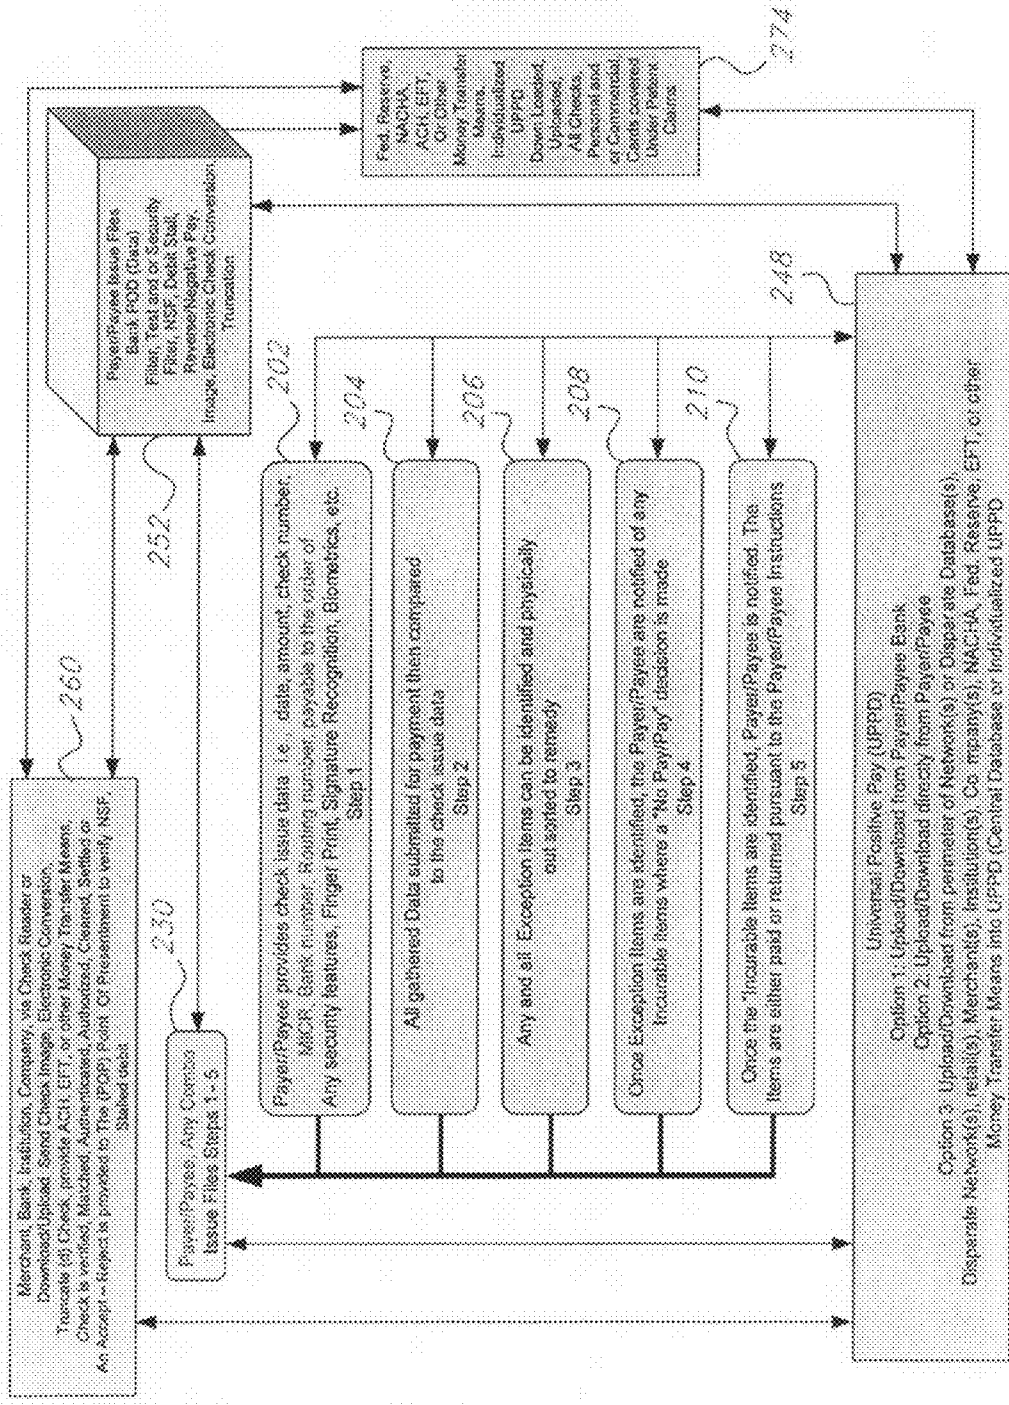 Merchant, Bank, Institution, Company, via Check Reader or
Download/Upload Send Check Image, Electronic Conversion,
Truncate (d) Check, provide ACH, EFT, or other Money Transfer Means,
Check is verified, Matched, Authenticated, Authorized, Cleared, Settled or
An Accept – Reject is provided to The (POP) Point Of Presentment to verify NSF,
Stalled debit
260
Payer/Payee Issue Files
Bank POD (Data)
Filter, Text and or Security
Filter, NSF, Debit Stall,
Reverse/Negative Pay,
Image, Electronic Check Conversion
Truncation
252
Fed. Reserve,
NACHA,
ACH, EFT
Or Other
Money Transfer
Means,
Individualized
UPPD
Down Loaded,
Uploaded,
All Checks,
Personal and
or Commercial,
Cards covered
Under Patent
Claims
274
Payer/Payee, Any Combo
Issue Files Steps 1 - 5
230
Payer/Payee provides check issue data i.e. date, amount, check number,
MICR, Bank number, Routing number, payable to the order of
Any security features, Finger Print, Signature Recognition, Biometrics, etc.
Step 1
202
All gathered Data submitted for payment then compared
to the check issue data
Step 2
204
Any and all Exception items can be identified and physically
out sorted to remedy
Step 3
206
Once Exception Items are identified, the Payer/Payee are notified of any
Incurable items where a "No Pay/Pay" decision is made
Step 4
208
Once the "Incurable Items are identified, Payer/Payee is notified. The
Items are either paid or returned pursuant to the Payer/Payee Instructions
Step 5
210
248
Universal Positive Pay (UPPD)
Option 1: Upload/Download from Payer/Payee Bank
Option 2: Upload/Download directly from Payer/Payee
Option 3: Upload/Download from perimeter of Network(s) or Disparate Database(s),
Disparate Network(s), retail(s), Merchant(s), Institution(s), Company(s), NACHA, Fed. Reserve, EFT, or other
Money Transfer Means into UPPD (Central Database or Individualized UPPD